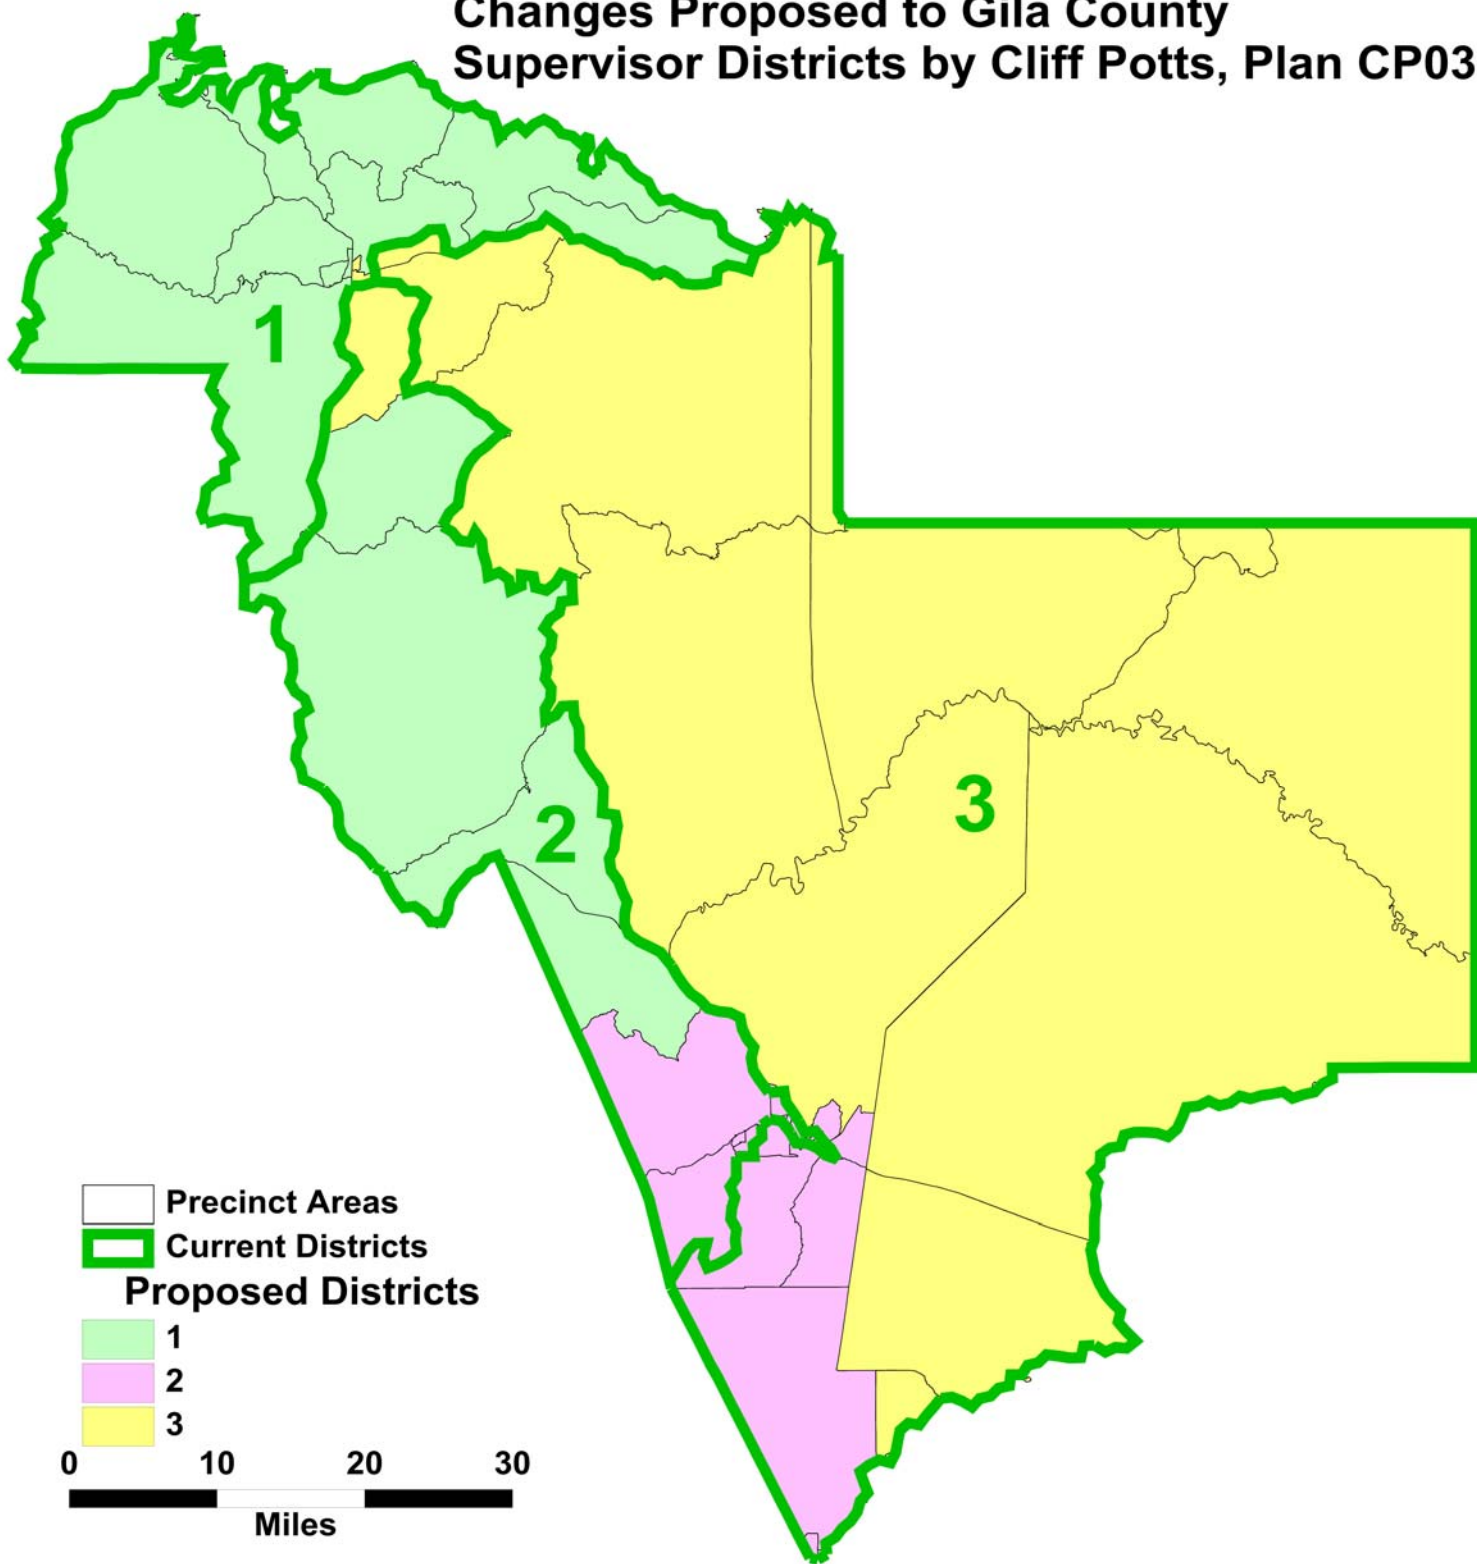 Changes Proposed to Gila County
Supervisor Districts by Cliff Potts, Plan CP03
1
2
3
Precinct Areas
Current Districts
Proposed Districts
1
2
3
0 10 20 30
Miles